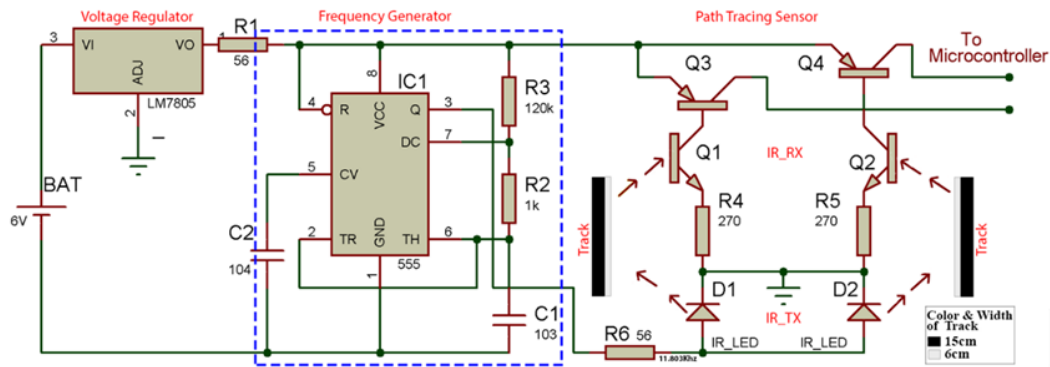 Voltage Regulator
Frequency Generator
Path Tracing Sensor
3
VI
VO
1
ADJ
LM7805
2
R1
56
BAT
6V
IC1
8
VCC
4
R
Q
3
DC
7
5
CV
2
TR
GND
TH
6
1
555
R3
120k
R2
1k
C2
104
C1
103
Q3
Q4
To
Microcontroller
Q1
IR_RX
Q2
R4
270
R5
270
Track
Track
D1
D2
IR_TX
IR_LED
IR_LED
R6 56
11.803Khz
Color & Width
of Track
15cm
6cm